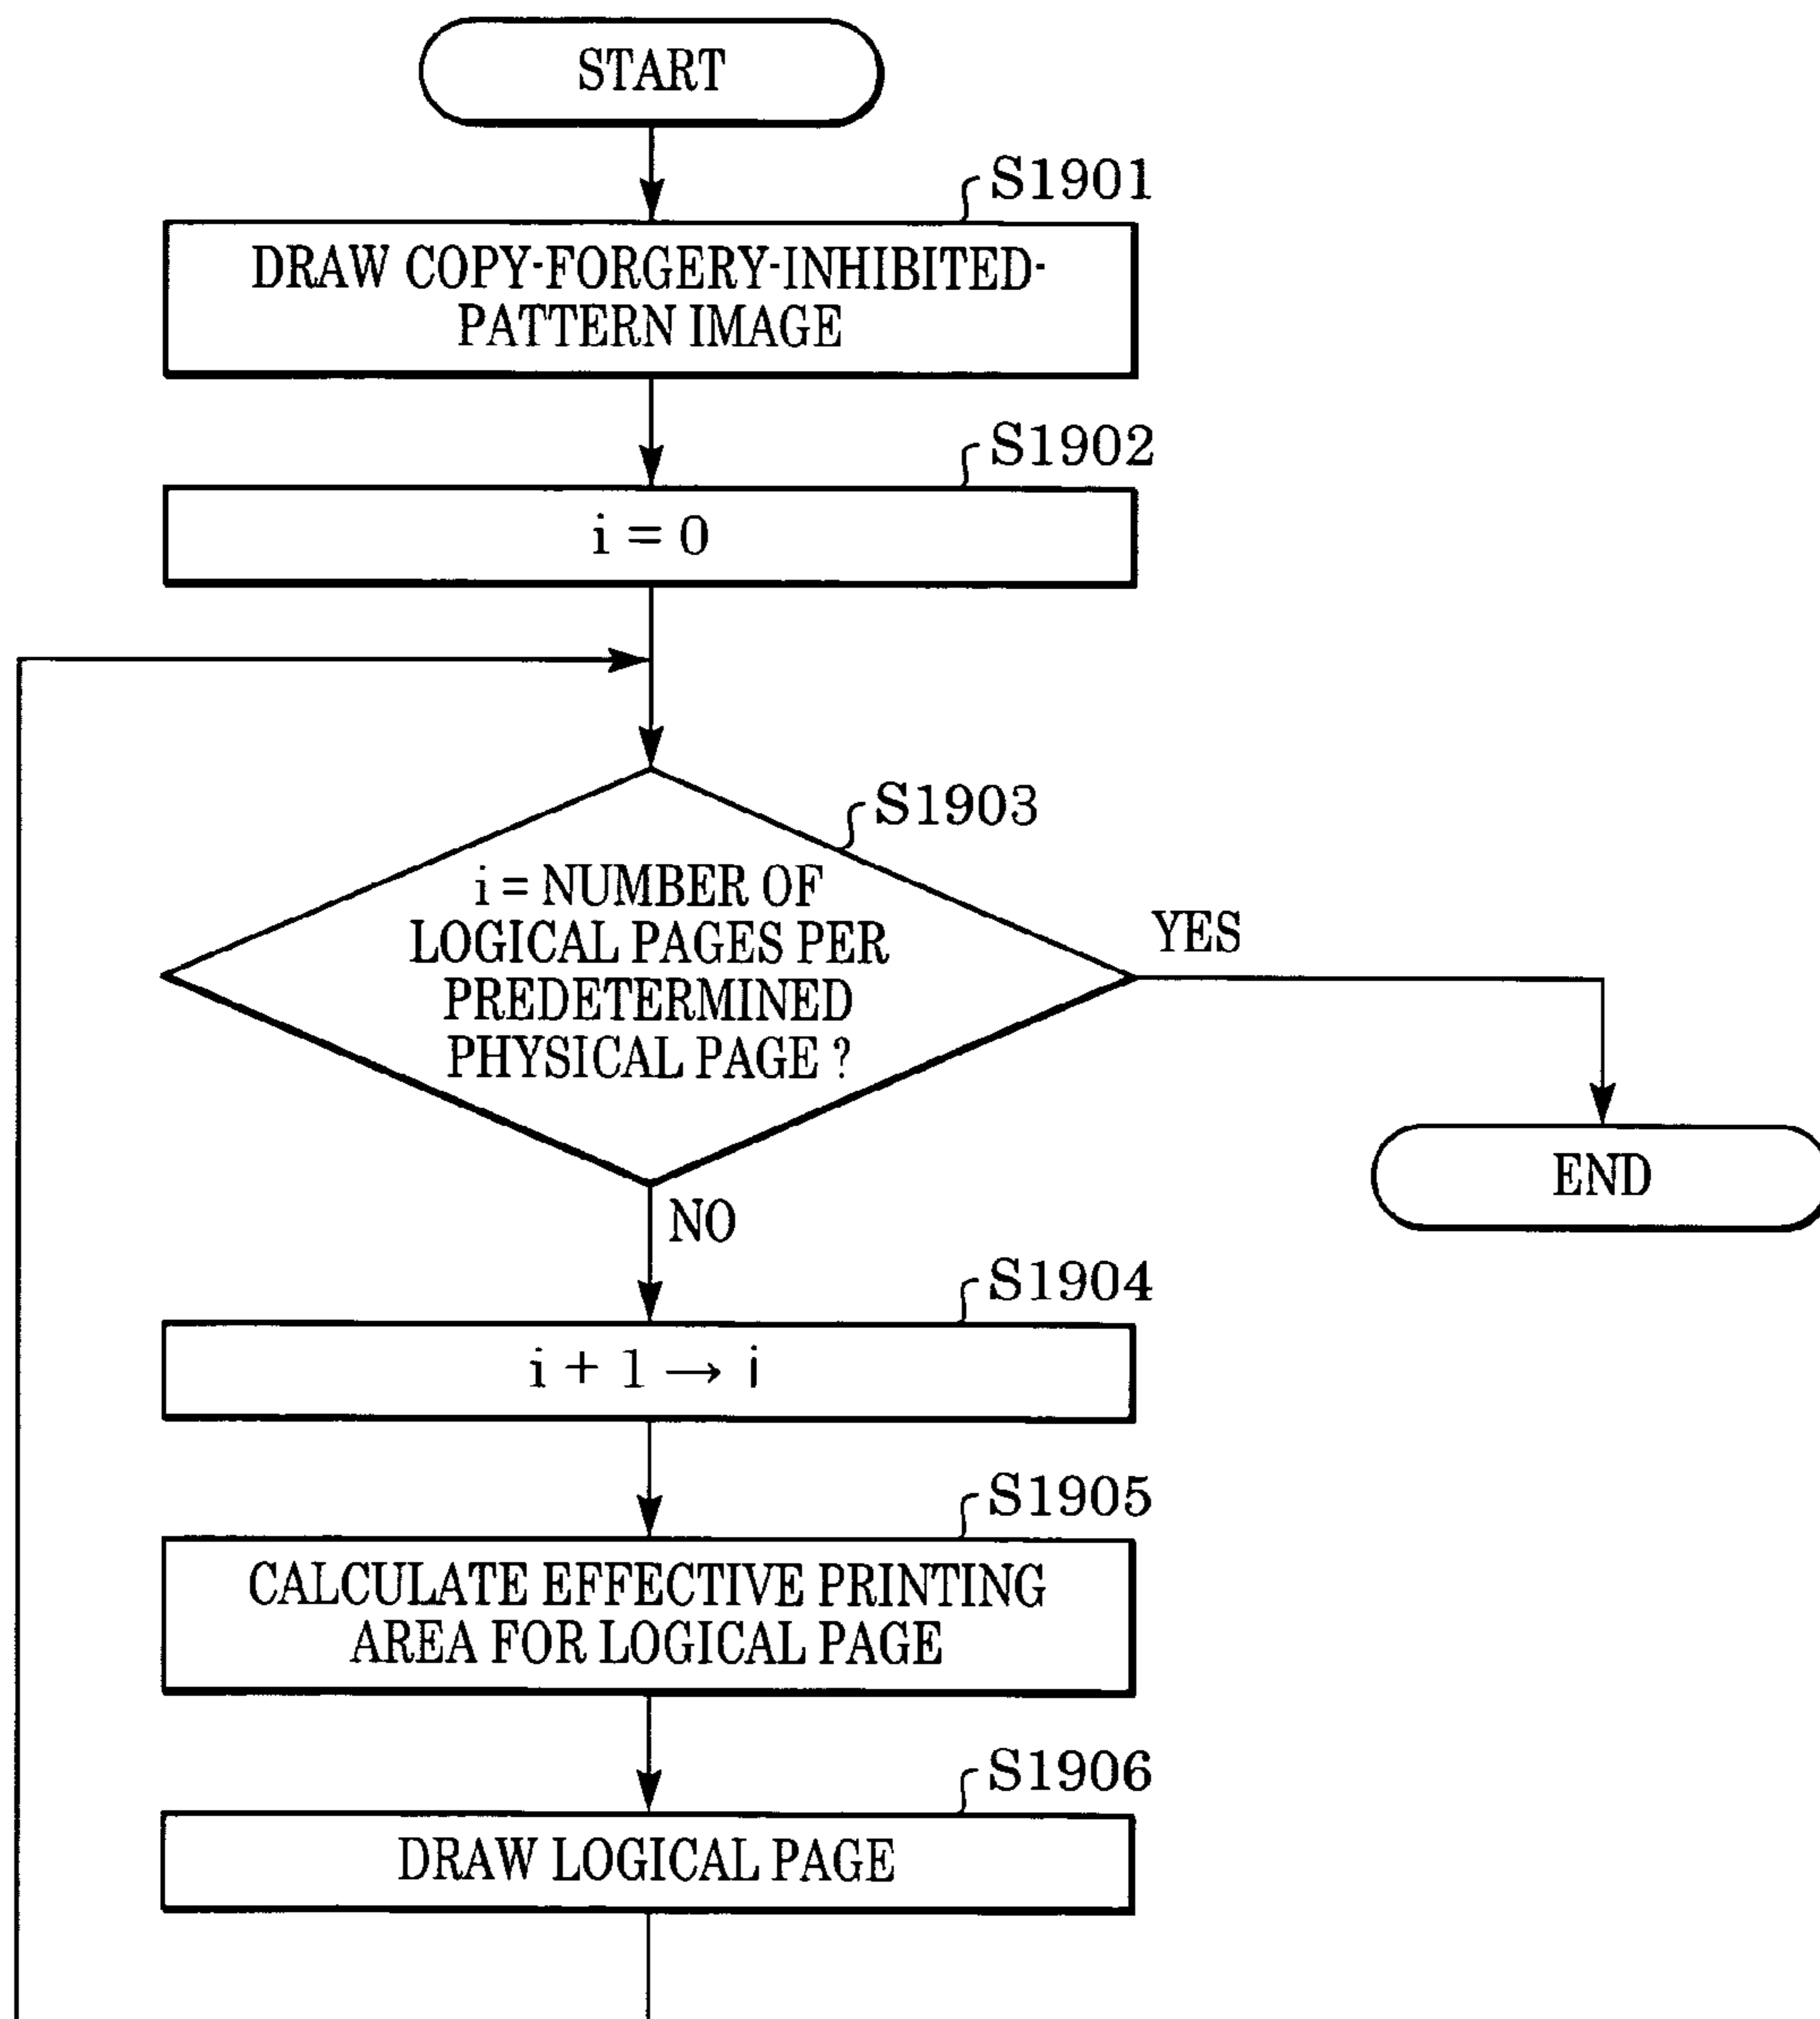 START
S1901
DRAW COPY-FORGERY-INHIBITED-
PATTERN IMAGE
S1902
i = 0
S1903
i = NUMBER OF
LOGICAL PAGES PER
PREDETERMINED
PHYSICAL PAGE ?
YES
END
NO
S1904
i + 1 → i
S1905
CALCULATE EFFECTIVE PRINTING
AREA FOR LOGICAL PAGE
S1906
DRAW LOGICAL PAGE